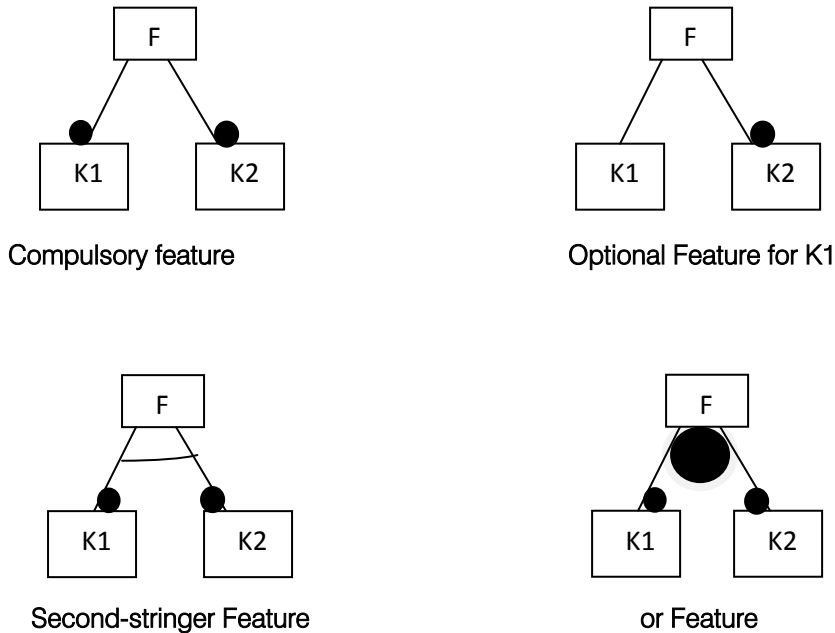 F
F
K1
K2
K1
K2
Compulsory feature
Optional Feature for K1
F
F
K1
K2
K1
K2
Second-stringer Feature
or Feature